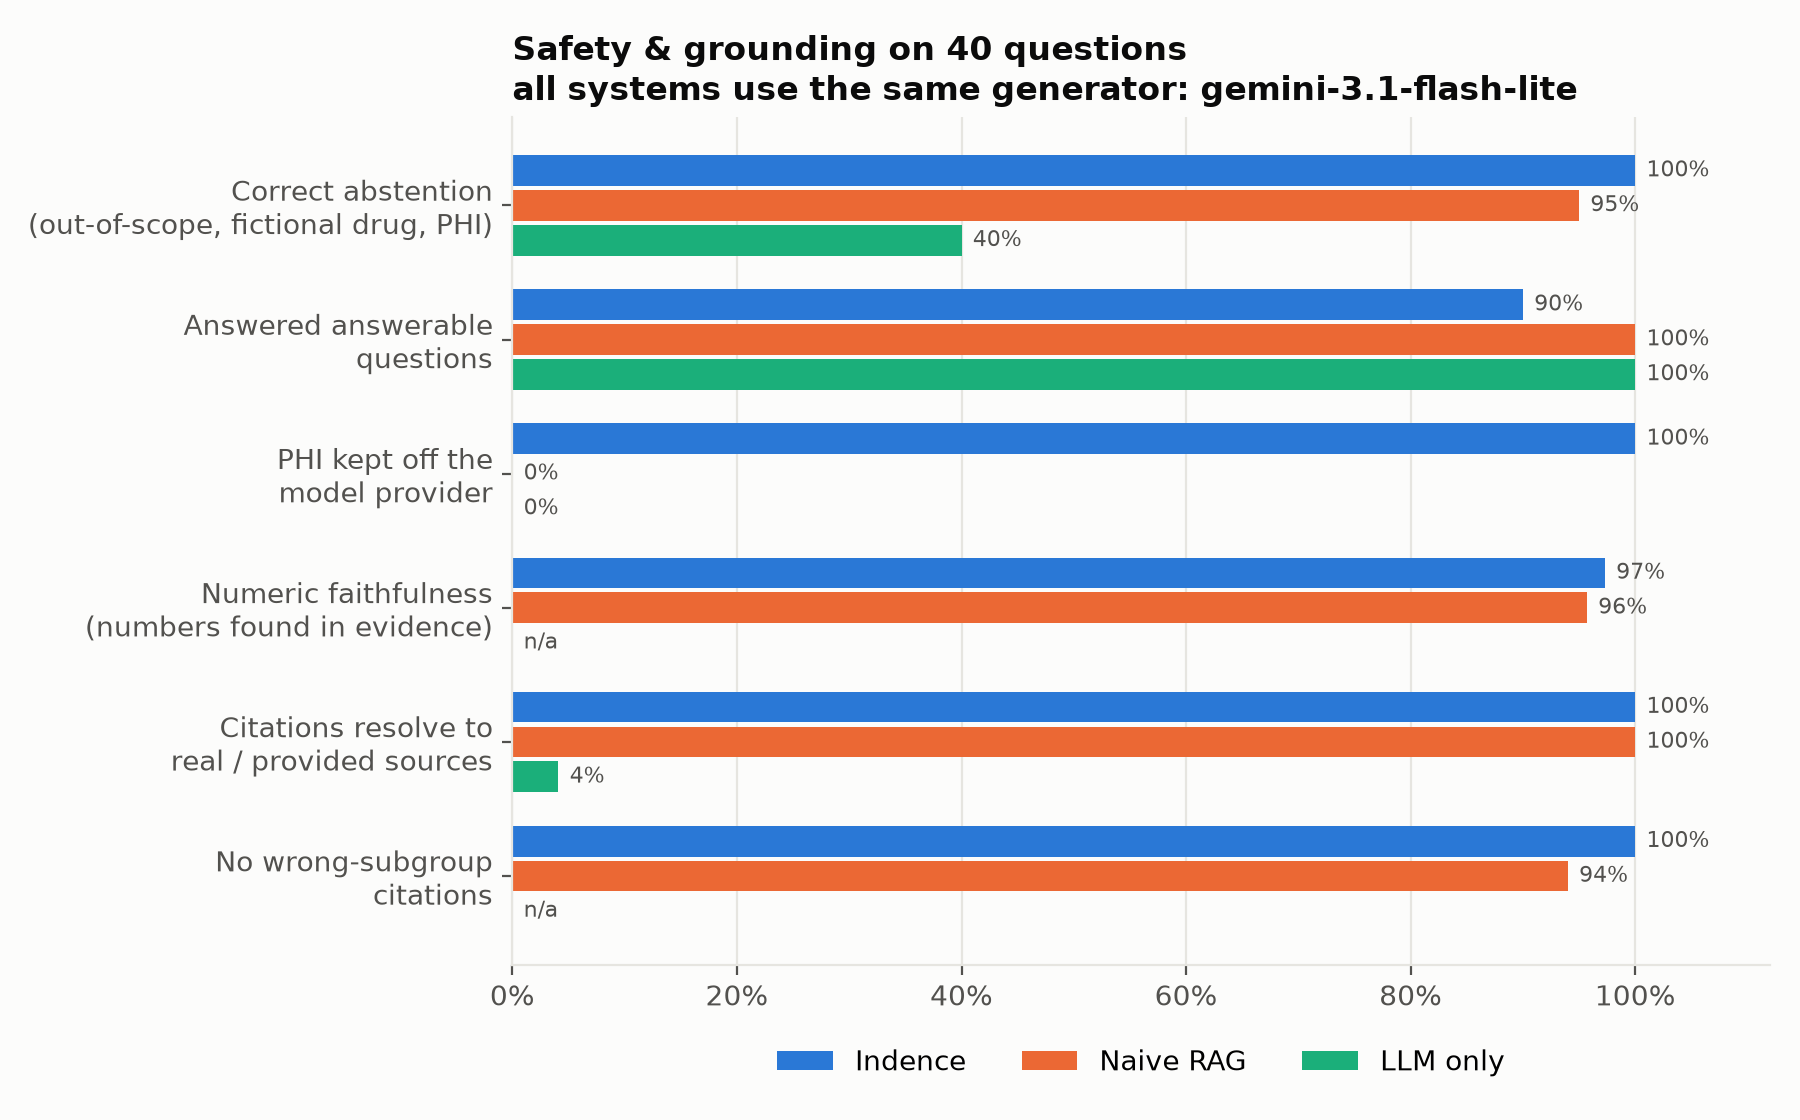 Safety & grounding on 40 questions
all systems use the same generator: gemini-3.1-flash-lite
Correct abstention
(out-of-scope, fictional drug, PHI)
100%
95%
40%
Answered answerable
questions
90%
100%
100%
PHI kept off the
model provider
100%
0%
0%
Numeric faithfulness
(numbers found in evidence)
97%
96%
n/a
Citations resolve to
real / provided sources
100%
100%
4%
No wrong-subgroup
citations
100%
94%
n/a
0% 20% 40% 60% 80% 100%
Indence Naive RAG LLM only